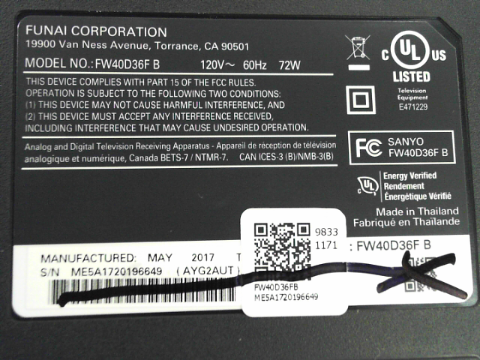 FUNAI CORPORATION
19900 Van Ness Avenue, Torrance, CA 90501
MODEL NO.: FW40D36F B 120V~ 60Hz 72W
THIS DEVICE COMPLIES WITH PART 15 OF THE FCC RULES.
OPERATION IS SUBJECT TO THE FOLLOWING TWO CONDITIONS:
(1) THIS DEVICE MAY NOT CAUSE HARMFUL INTERFERENCE, AND
(2) THIS DEVICE MUST ACCEPT ANY INTERFERENCE RECEIVED,
INCLUDING INTERFERENCE THAT MAY CAUSE UNDESIRED OPERATION.
Analog and Digital Television Receiving Apparatus - Appareil de réception de télévision
analogique et numérique, Canada BETS-7 / NTMR-7. CAN ICES-3 (B)/NMB-3(B)
C UL US
LISTED
Television
Equipment
E471229
FC SANYO
FW40D36F B
c UL
Energy Verified
Rendement
Énergétique Vérifié
Made in Thailand
Fabriqué en Thaïlande
MANUFACTURED: MAY 2017 T
S/N ME5A1720196649 (AYG2AUT)
9833
1171
FW40D36FB
ME5A1720196649
: FW40D36F B